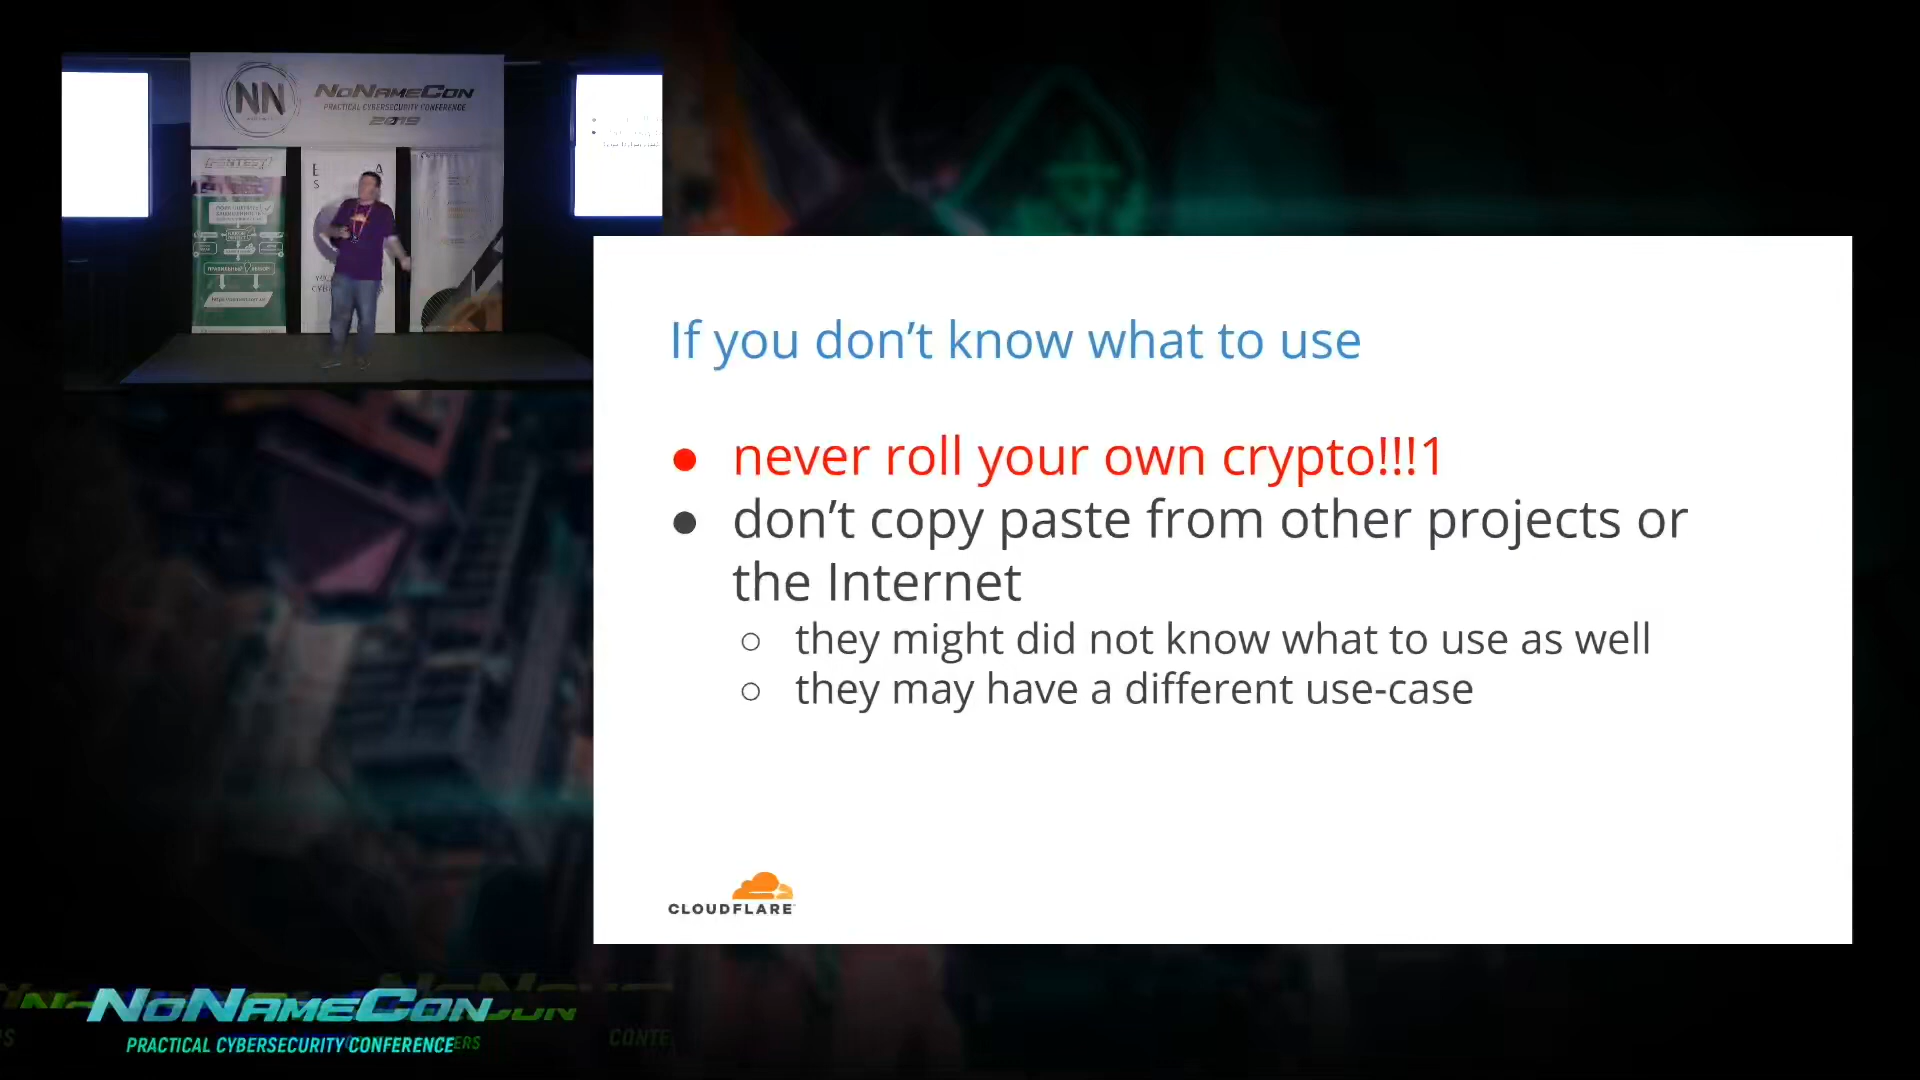 NN
NoNameCon
PRACTICAL CYBERSECURITY CONFERENCE
2019
If you don’t know what to use
● never roll your own crypto!!!1
● don’t copy paste from other projects or
the Internet
○ they might did not know what to use as well
○ they may have a different use-case
CLOUDFLARE
NoNameCon
PRACTICAL CYBERSECURITY CONFERENCE